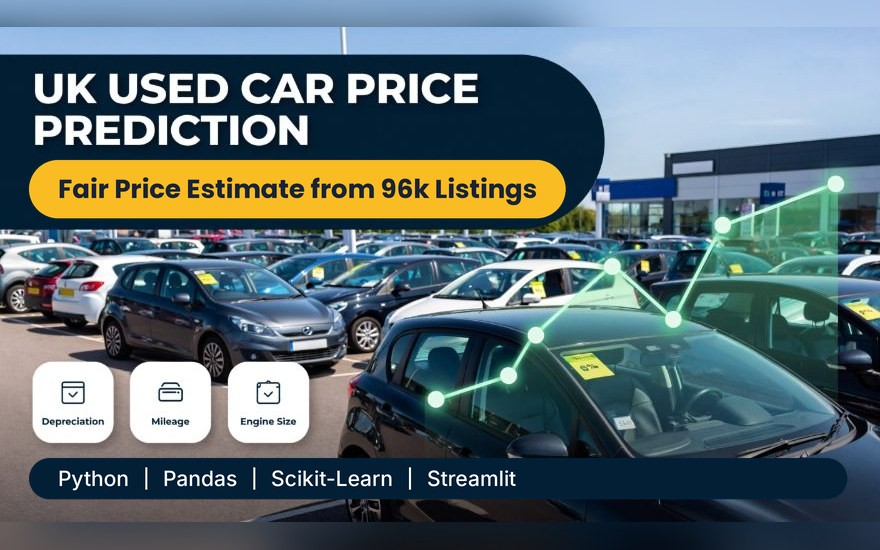 UK USED CAR PRICE
PREDICTION
Fair Price Estimate from 96k Listings
Depreciation
Mileage
Engine Size
Python | Pandas | Scikit-Learn | Streamlit